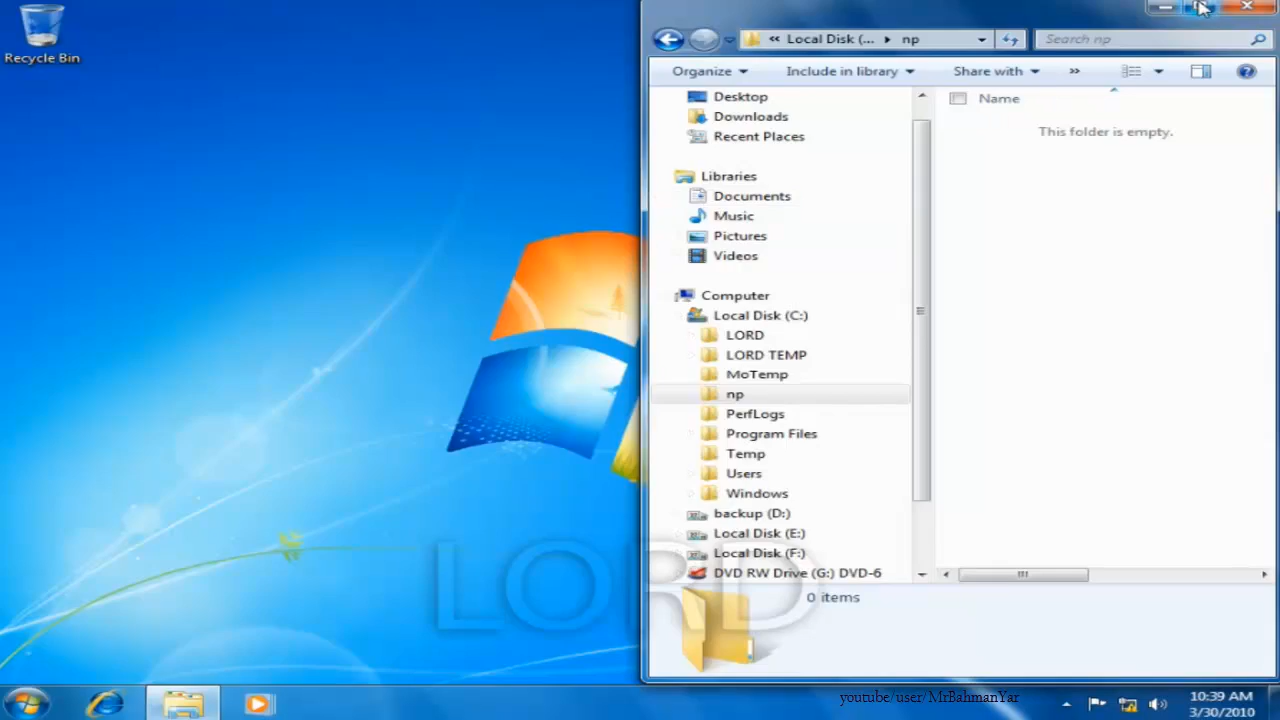 Recycle Bin
Local Disk (... np
Search np
Organize Include in library Share with
Desktop
Downloads
Recent Places
Libraries
Documents
Music
Pictures
Videos
Computer
Local Disk (C:)
LORD
LORD TEMP
MoTemp
np
PerfLogs
Program Files
Temp
Users
Windows
backup (D:)
Local Disk (E:)
Local Disk (F:)
DVD RW Drive (G:) DVD-6
Name
This folder is empty.
LORD
0 items
youtube/user/MrBahmanYar
10:39 AM
3/30/2010